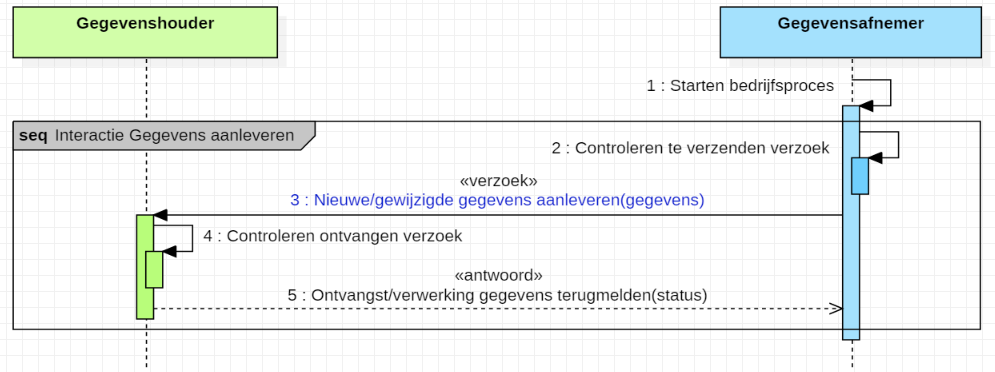 Gegevenshouder
Gegevensafnemer
1 : Starten bedrijfsproces
seq Interactie Gegevens aanleveren
2 : Controleren te verzenden verzoek
«verzoek»
3 : Nieuwe/gewijzigde gegevens aanleveren(gegevens)
4 : Controleren ontvangen verzoek
«antwoord»
5 : Ontvangst/verwerking gegevens terugmelden(status)